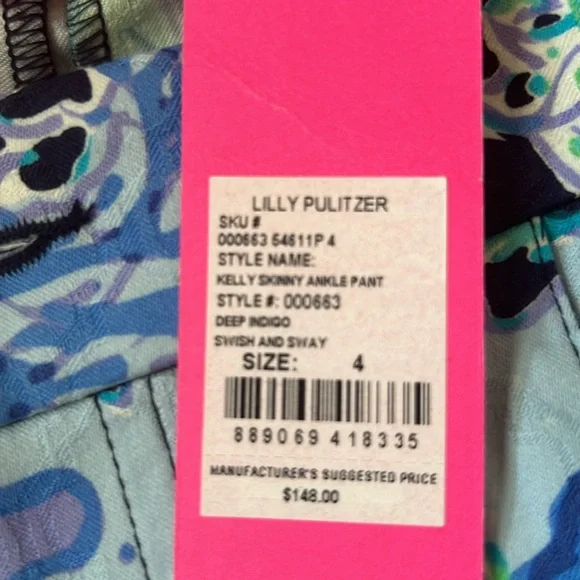 LILLY PULITZER
SKU #
000663 54611P 4
STYLE NAME:
KELLY SKINNY ANKLE PANT
STYLE #: 000663
DEEP INDIGO
SWISH AND SWAY
SIZE: 4
889069 418335
MANUFACTURER'S SUGGESTED PRICE
$148.00